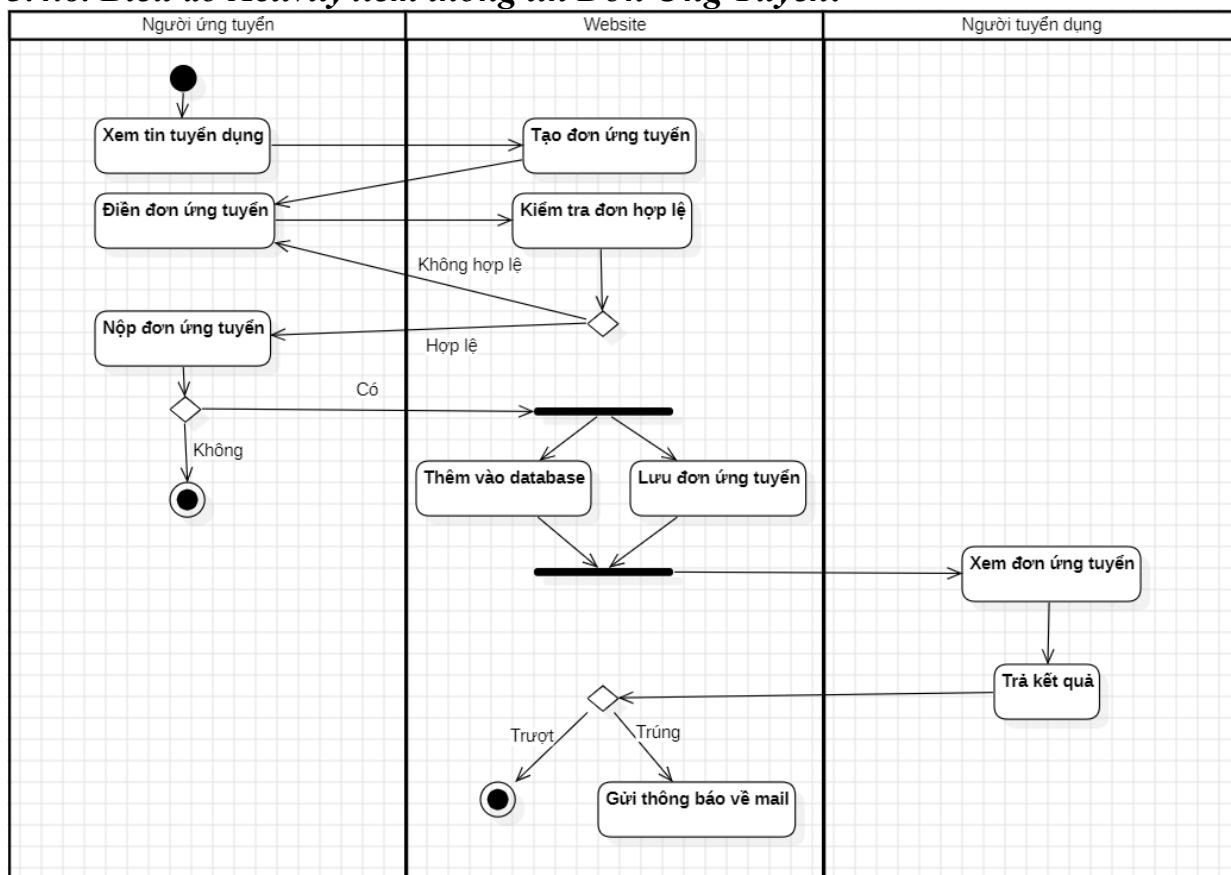 Người ứng tuyển
Website
Người tuyển dụng
Xem tin tuyển dụng
Tạo đơn ứng tuyển
Điền đơn ứng tuyển
Kiểm tra đơn hợp lệ
Không hợp lệ
Nộp đơn ứng tuyển
Hợp lệ
Có
Không
Thêm vào database
Lưu đơn ứng tuyển
Xem đơn ứng tuyển
Trả kết quả
Trượt
Trúng
Gửi thông báo về mail